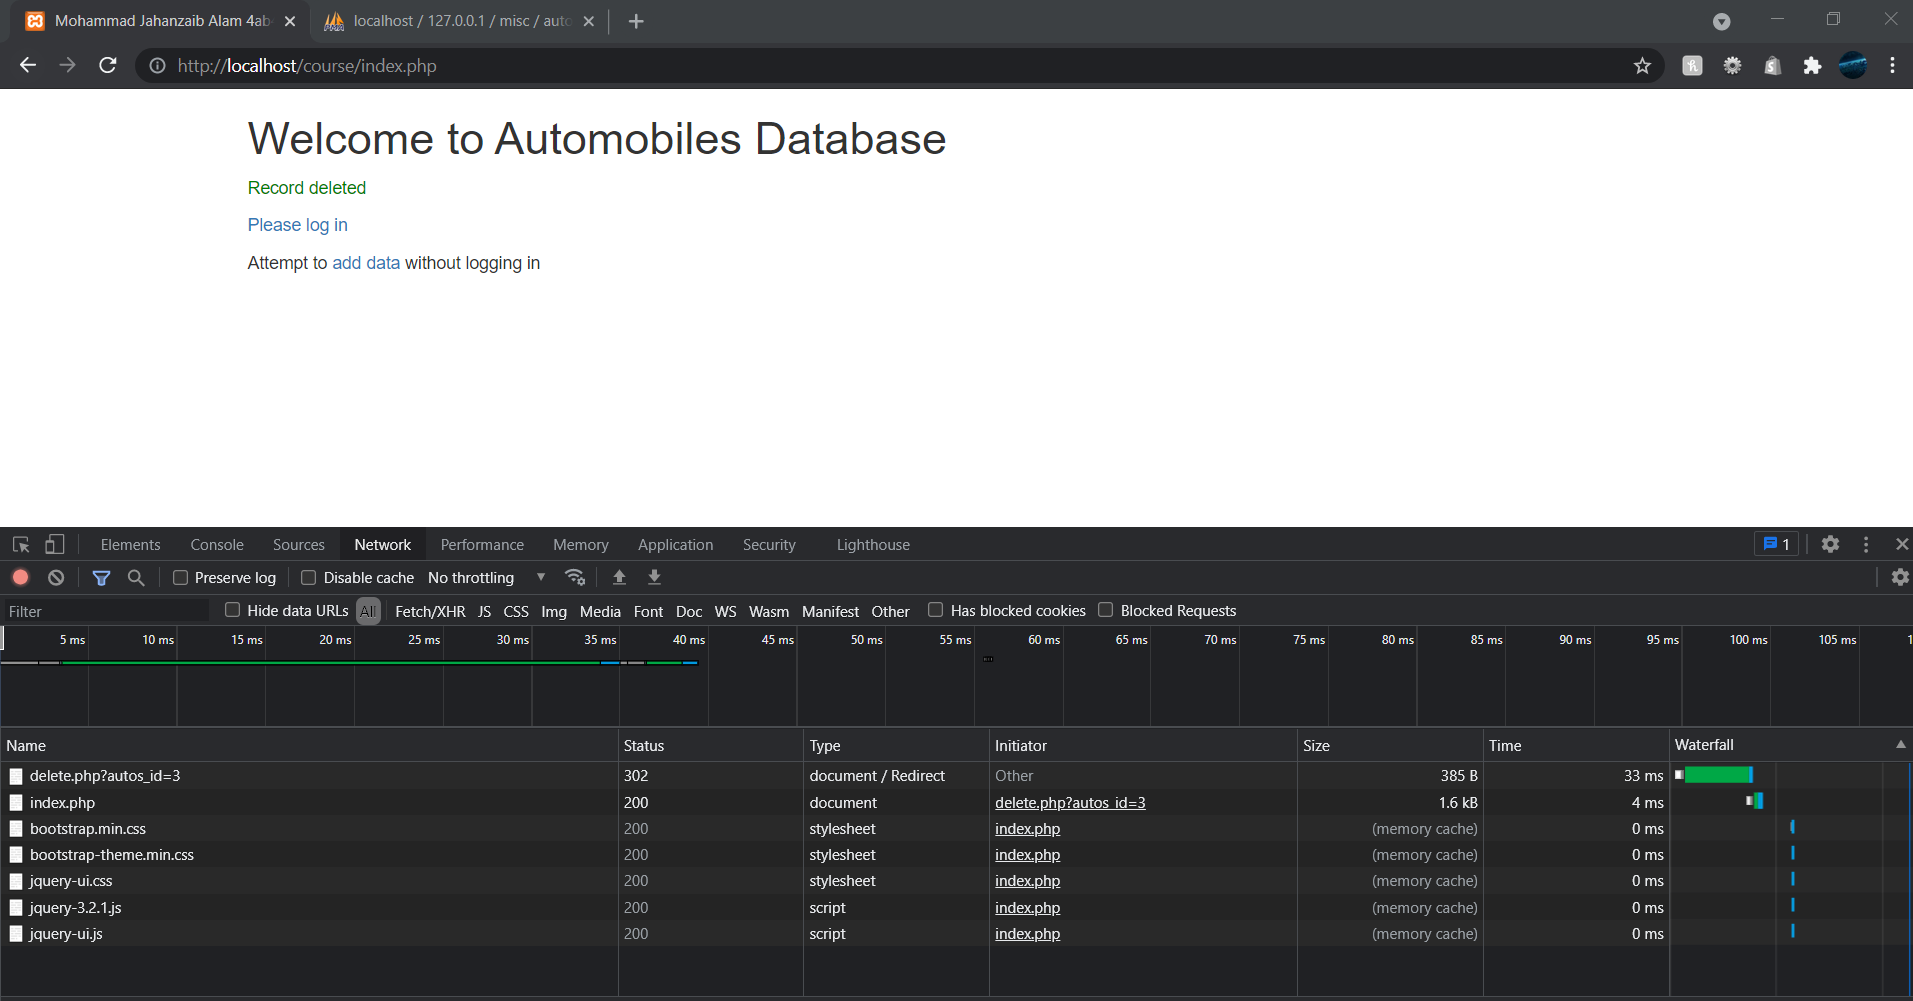 Mohammad Jahanzaib Alam 4ab
localhost / 127.0.0.1 / misc / auto
http://localhost/course/index.php
Welcome to Automobiles Database
Record deleted
Please log in
Attempt to add data without logging in
Elements Console Sources Network Performance Memory Application Security Lighthouse 1
Preserve log Disable cache No throttling
Filter Hide data URLs All Fetch/XHR JS CSS Img Media Font Doc WS Wasm Manifest Other Has blocked cookies Blocked Requests
5 ms 10 ms 15 ms 20 ms 25 ms 30 ms 35 ms 40 ms 45 ms 50 ms 55 ms 60 ms 65 ms 70 ms 75 ms 80 ms 85 ms 90 ms 95 ms 100 ms 105 ms 1
Name Status Type Initiator Size Time Waterfall
delete.php?autos_id=3 302 document / Redirect Other 385 B 33 ms
index.php 200 document delete.php?autos_id=3 1.6 kB 4 ms
bootstrap.min.css 200 stylesheet index.php (memory cache) 0 ms
bootstrap-theme.min.css 200 stylesheet index.php (memory cache) 0 ms
jquery-ui.css 200 stylesheet index.php (memory cache) 0 ms
jquery-3.2.1.js 200 script index.php (memory cache) 0 ms
jquery-ui.js 200 script index.php (memory cache) 0 ms